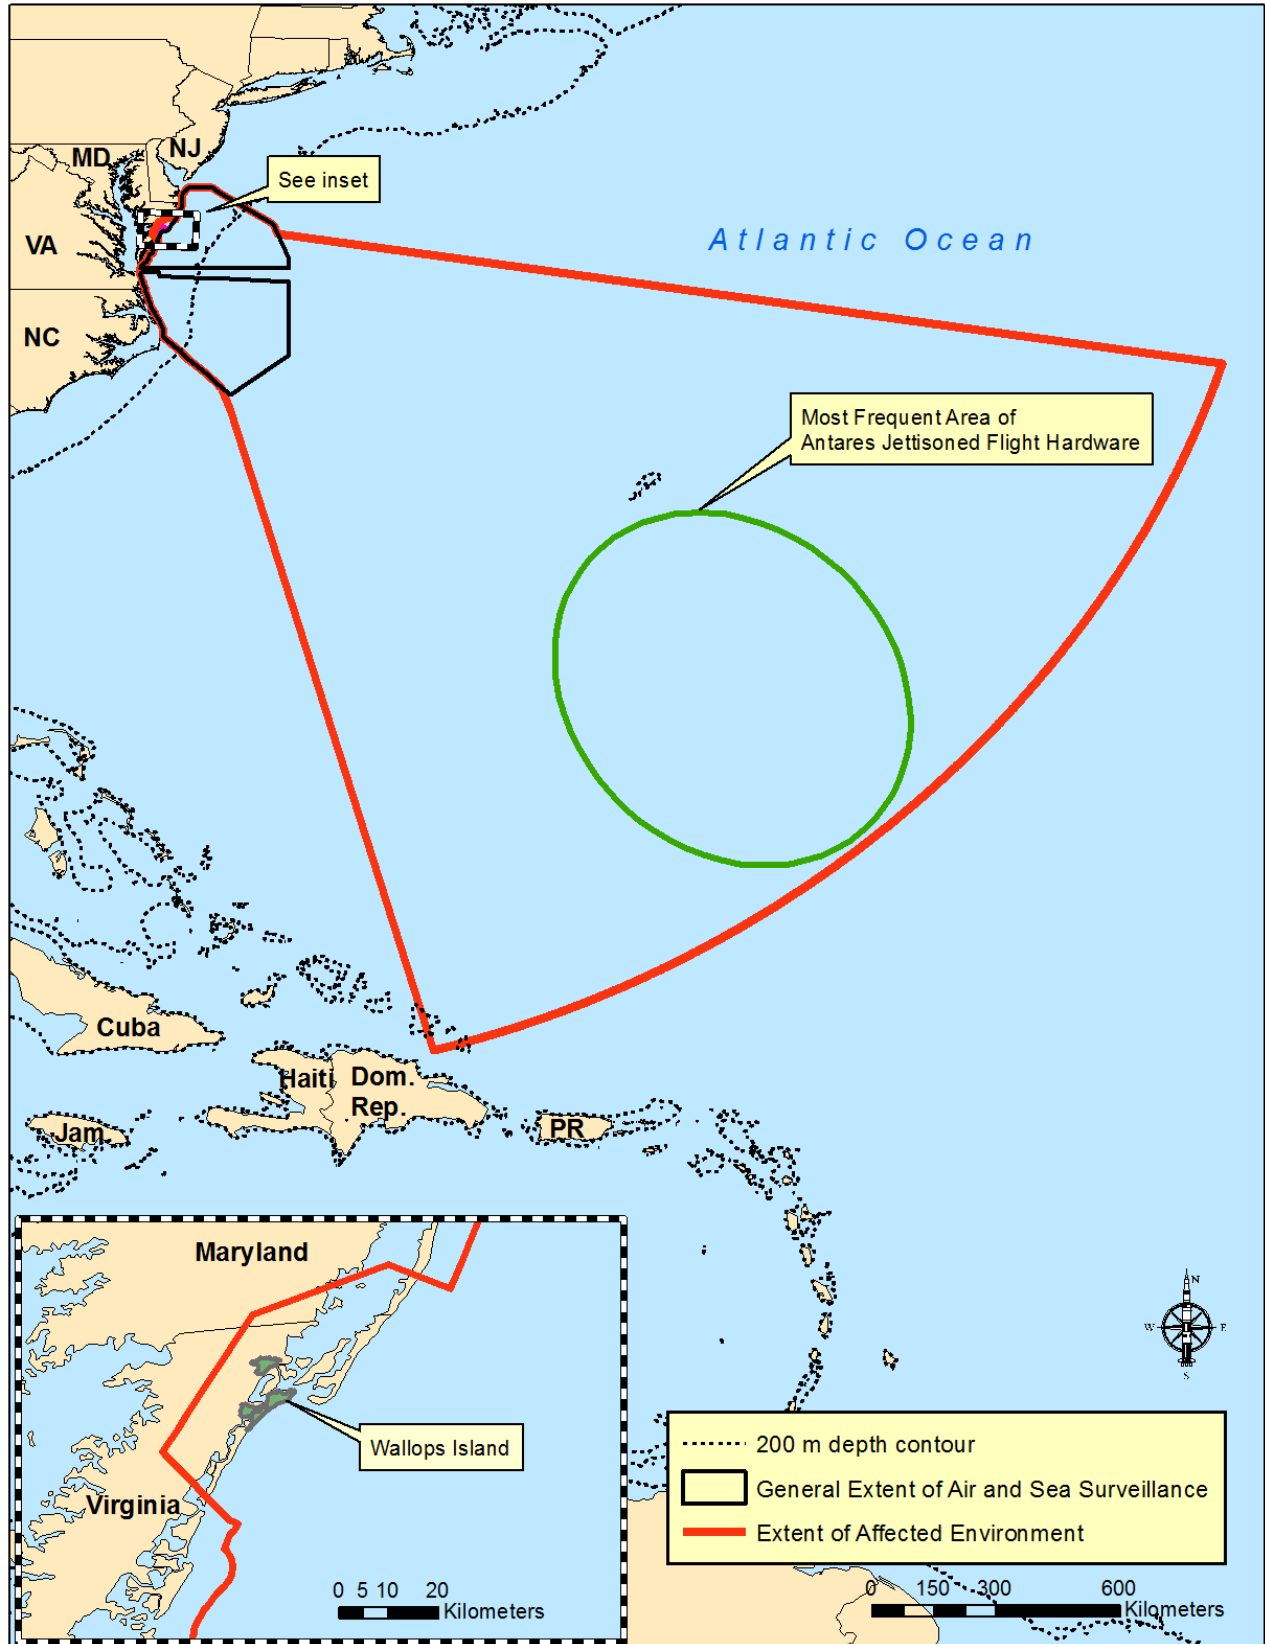 NJ
MD
See inset
VA
Atlantic Ocean
NC
Most Frequent Area of
Antares Jettisoned Flight Hardware
Cuba
Haiti
Dom.
Rep.
Jam.
PR
Maryland
Wallops Island
Virginia
0 5 10 20
Kilometers
N
W E
S
200 m depth contour
General Extent of Air and Sea Surveillance
Extent of Affected Environment
0 150 300 600
Kilometers